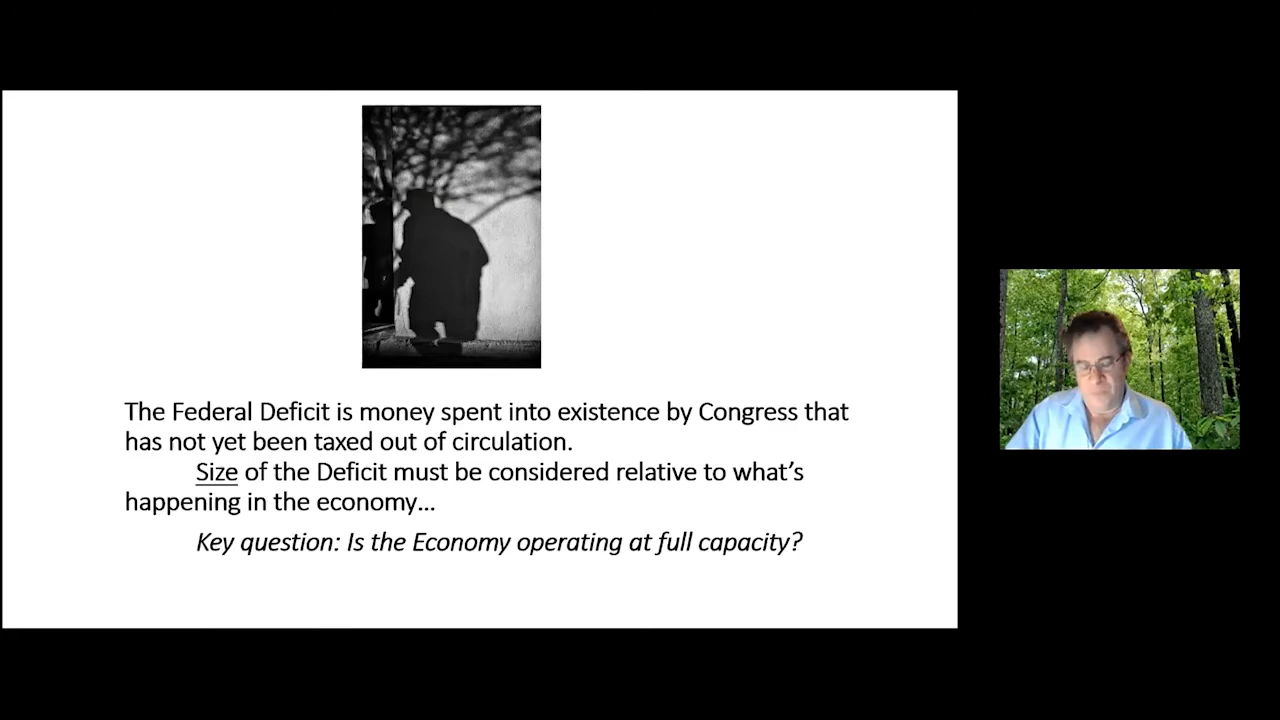 The Federal Deficit is money spent into existence by Congress that
has not yet been taxed out of circulation.
Size of the Deficit must be considered relative to what’s
happening in the economy…
Key question: Is the Economy operating at full capacity?